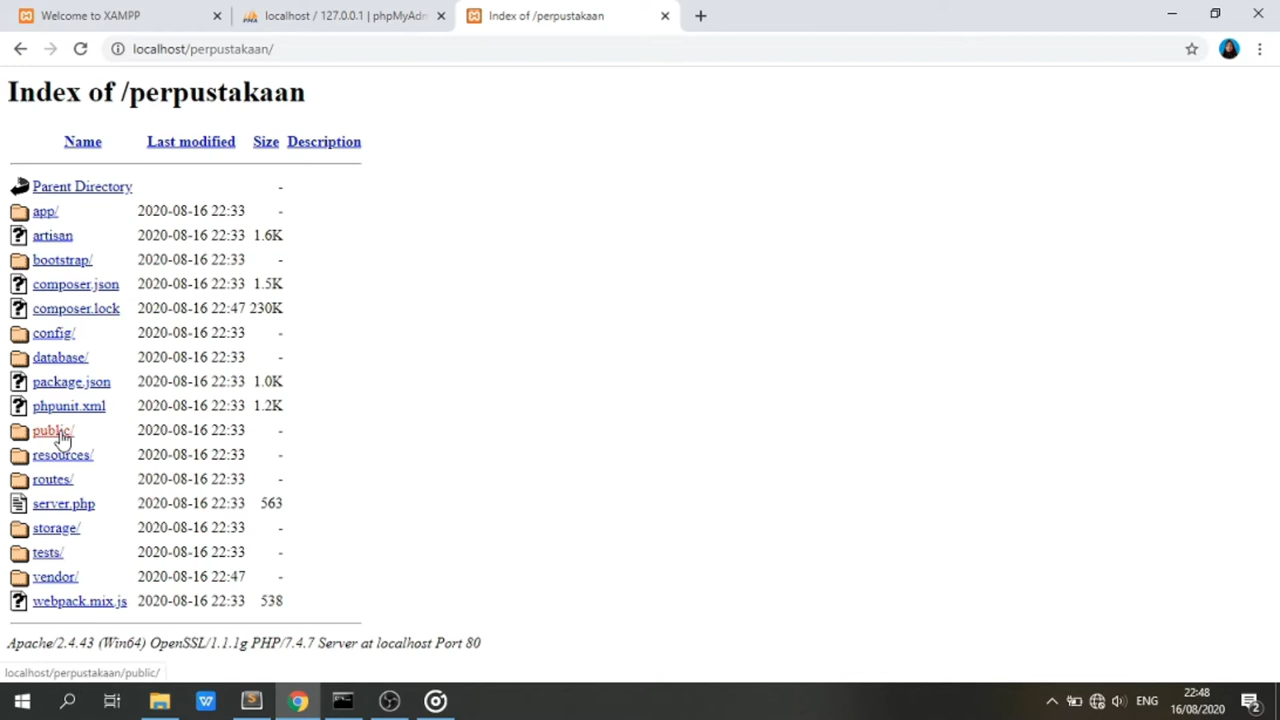 Welcome to XAMPP
localhost / 127.0.0.1 | phpMyAdm
Index of /perpustakaan
localhost/perpustakaan/
Index of /perpustakaan
Name Last modified Size Description
Parent Directory -
app/ 2020-08-16 22:33 -
artisan 2020-08-16 22:33 1.6K
bootstrap/ 2020-08-16 22:33 -
composer.json 2020-08-16 22:33 1.5K
composer.lock 2020-08-16 22:47 230K
config/ 2020-08-16 22:33 -
database/ 2020-08-16 22:33 -
package.json 2020-08-16 22:33 1.0K
phpunit.xml 2020-08-16 22:33 1.2K
public/ 2020-08-16 22:33 -
resources/ 2020-08-16 22:33 -
routes/ 2020-08-16 22:33 -
server.php 2020-08-16 22:33 563
storage/ 2020-08-16 22:33 -
tests/ 2020-08-16 22:33 -
vendor/ 2020-08-16 22:47 -
webpack.mix.js 2020-08-16 22:33 538
Apache/2.4.43 (Win64) OpenSSL/1.1.1g PHP/7.4.7 Server at localhost Port 80
localhost/perpustakaan/public/
ENG
22:48
16/08/2020
2